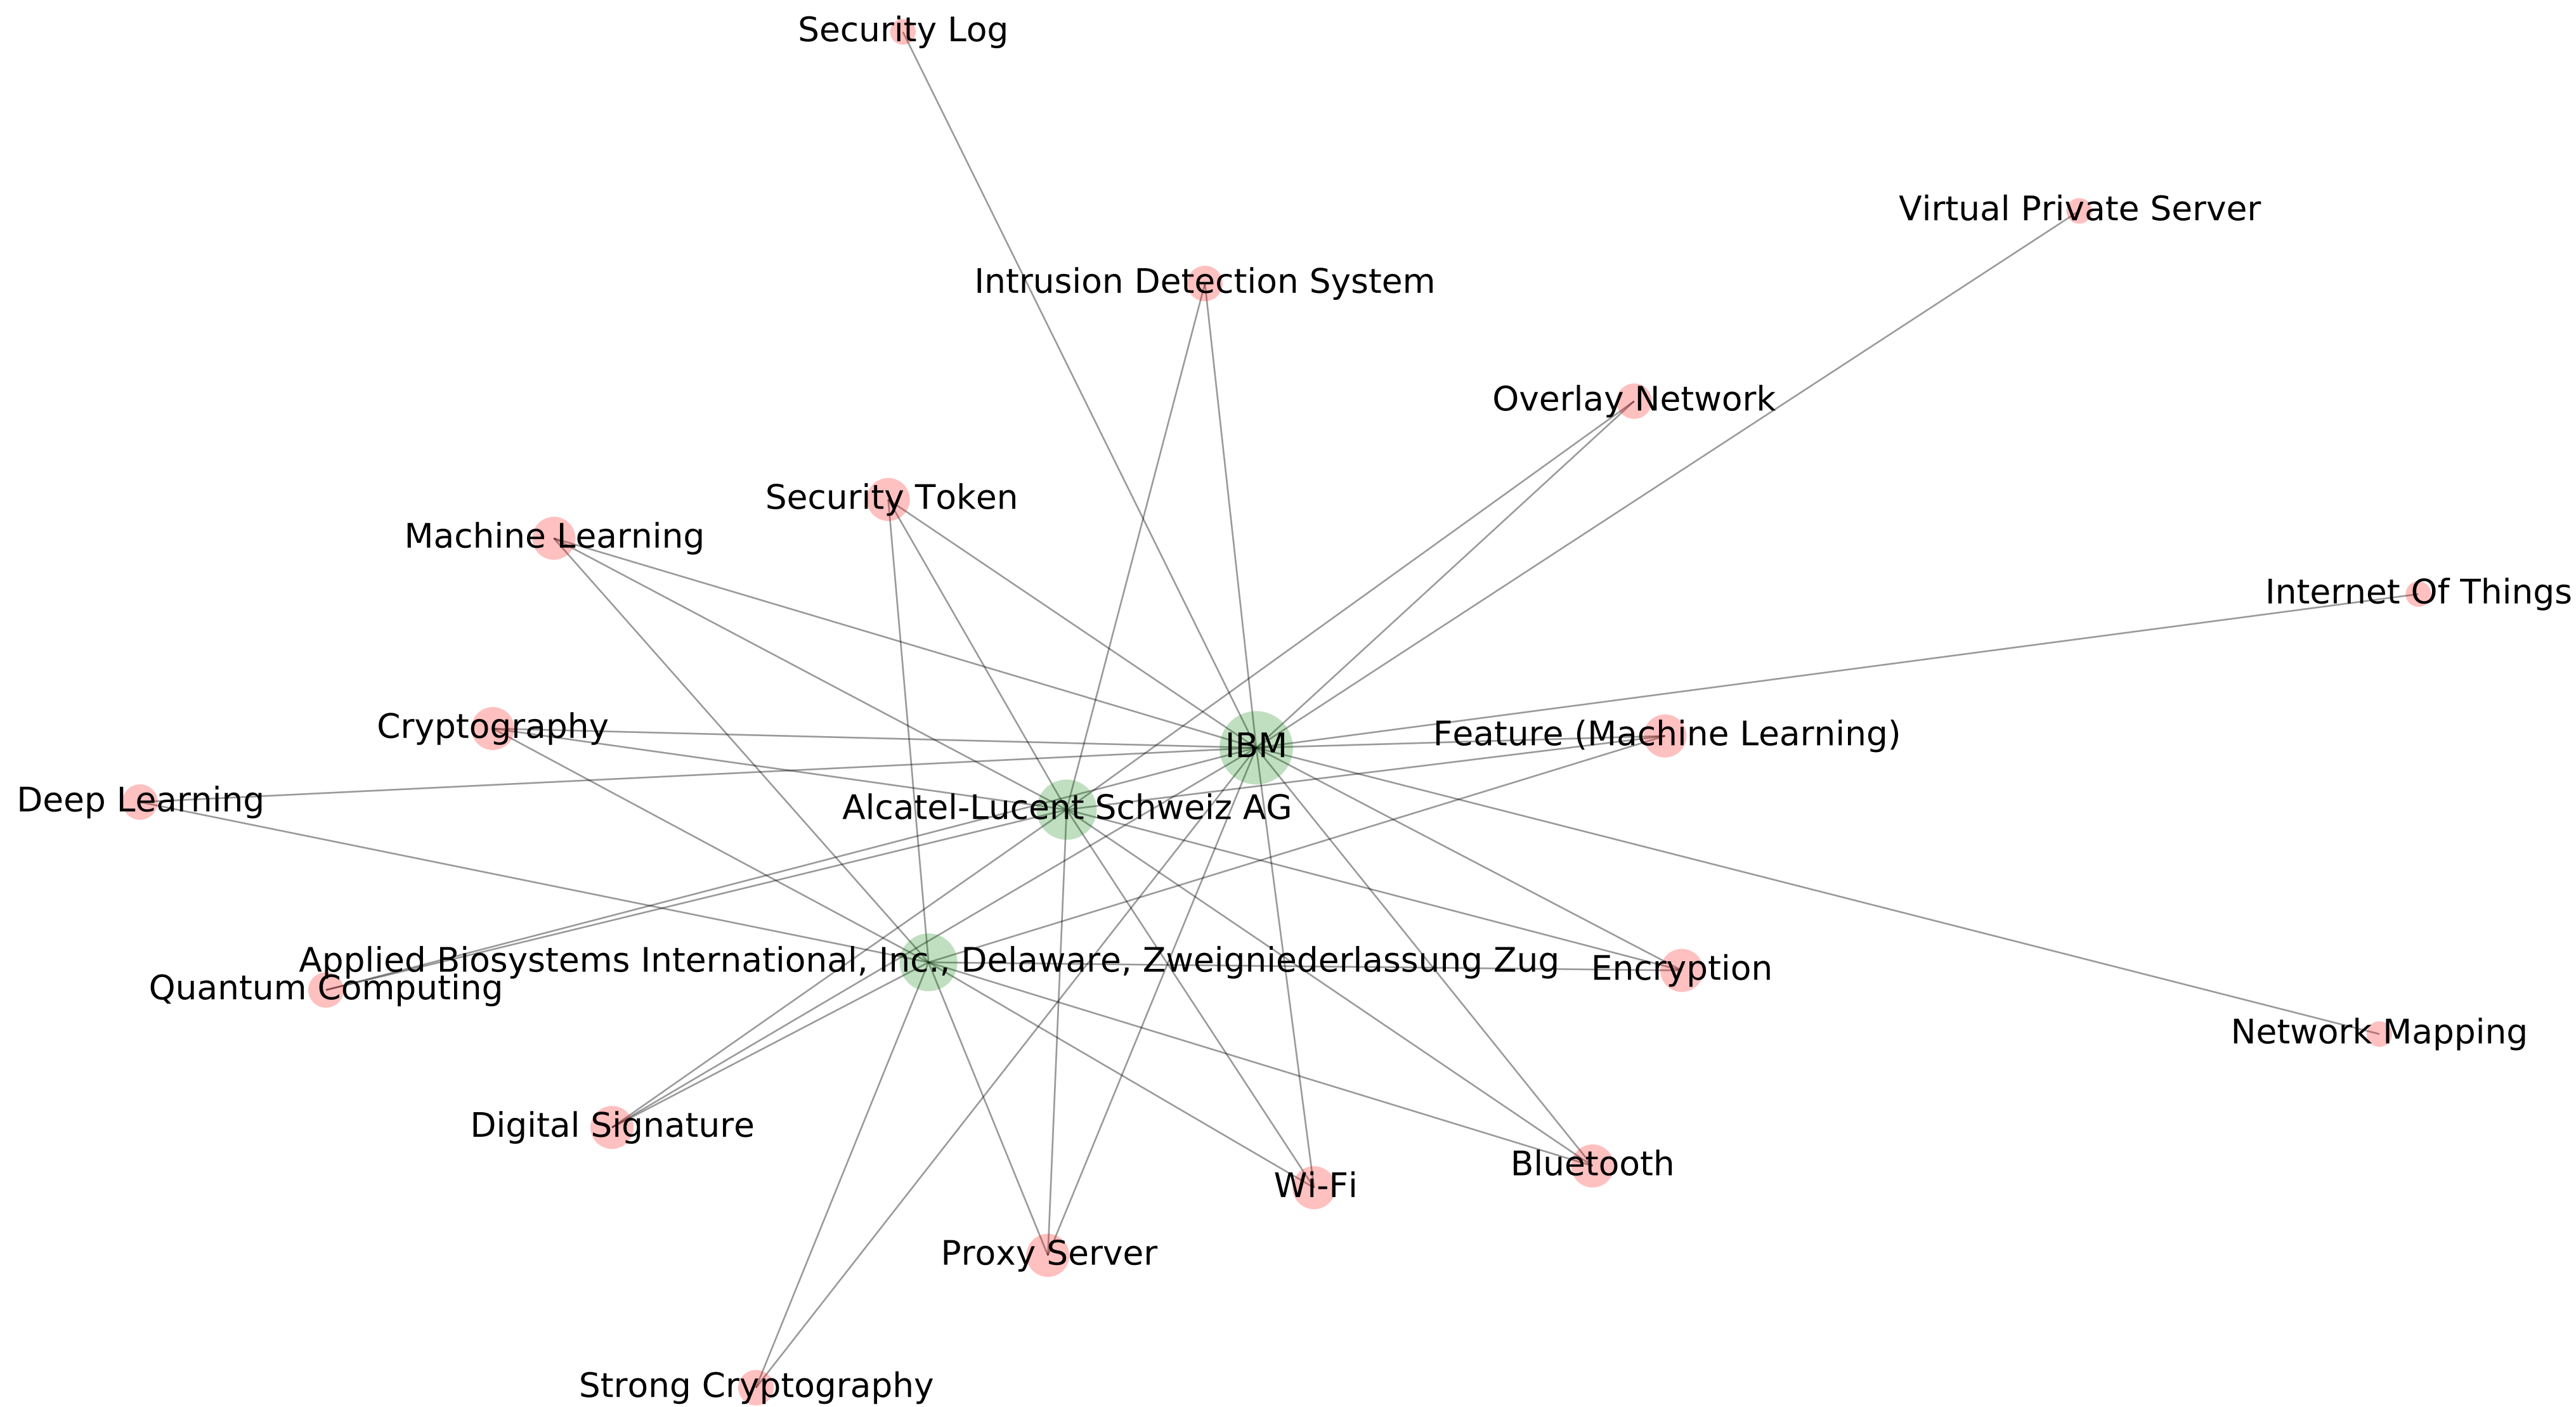 Security Log
Virtual Private Server
Intrusion Detection System
Overlay Network
Security Token
Machine Learning
Internet Of Things
Cryptography
Feature (Machine Learning)
IBM
Deep Learning
Alcatel-Lucent Schweiz AG
Applied Biosystems International, Inc., Delaware, Zweigniederlassung Zug
Encryption
Quantum Computing
Network Mapping
Digital Signature
Bluetooth
Wi-Fi
Proxy Server
Strong Cryptography